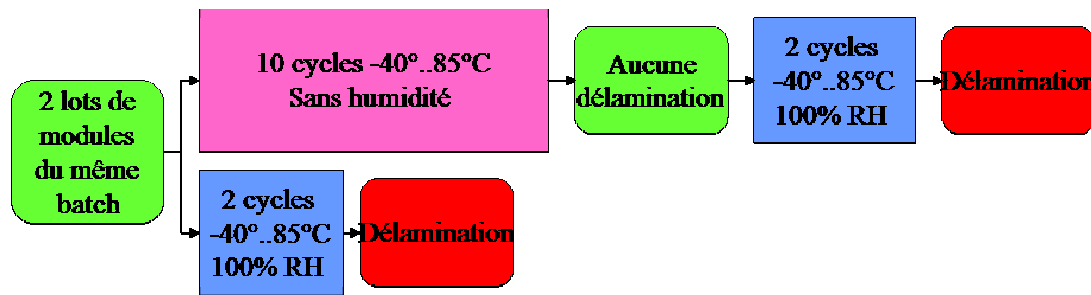 2 lots de
modules
du même
batch
10 cycles -40°..85°C
Sans humidité
Aucune
délamination
2 cycles
-40°..85°C
100% RH
Délamination
2 cycles
-40°..85°C
100% RH
Délamination